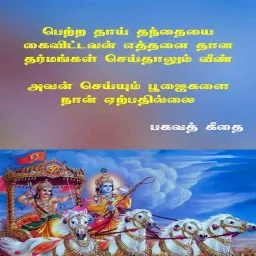 பெற்ற தாய் தந்தையை
கைவிட்டவன் எத்தனை தான
தர்மங்கள் செய்தாலும் வீண்
அவன் செய்யும் பூஜைகளை
நான் ஏற்பதில்லை
பகவத் கீதை